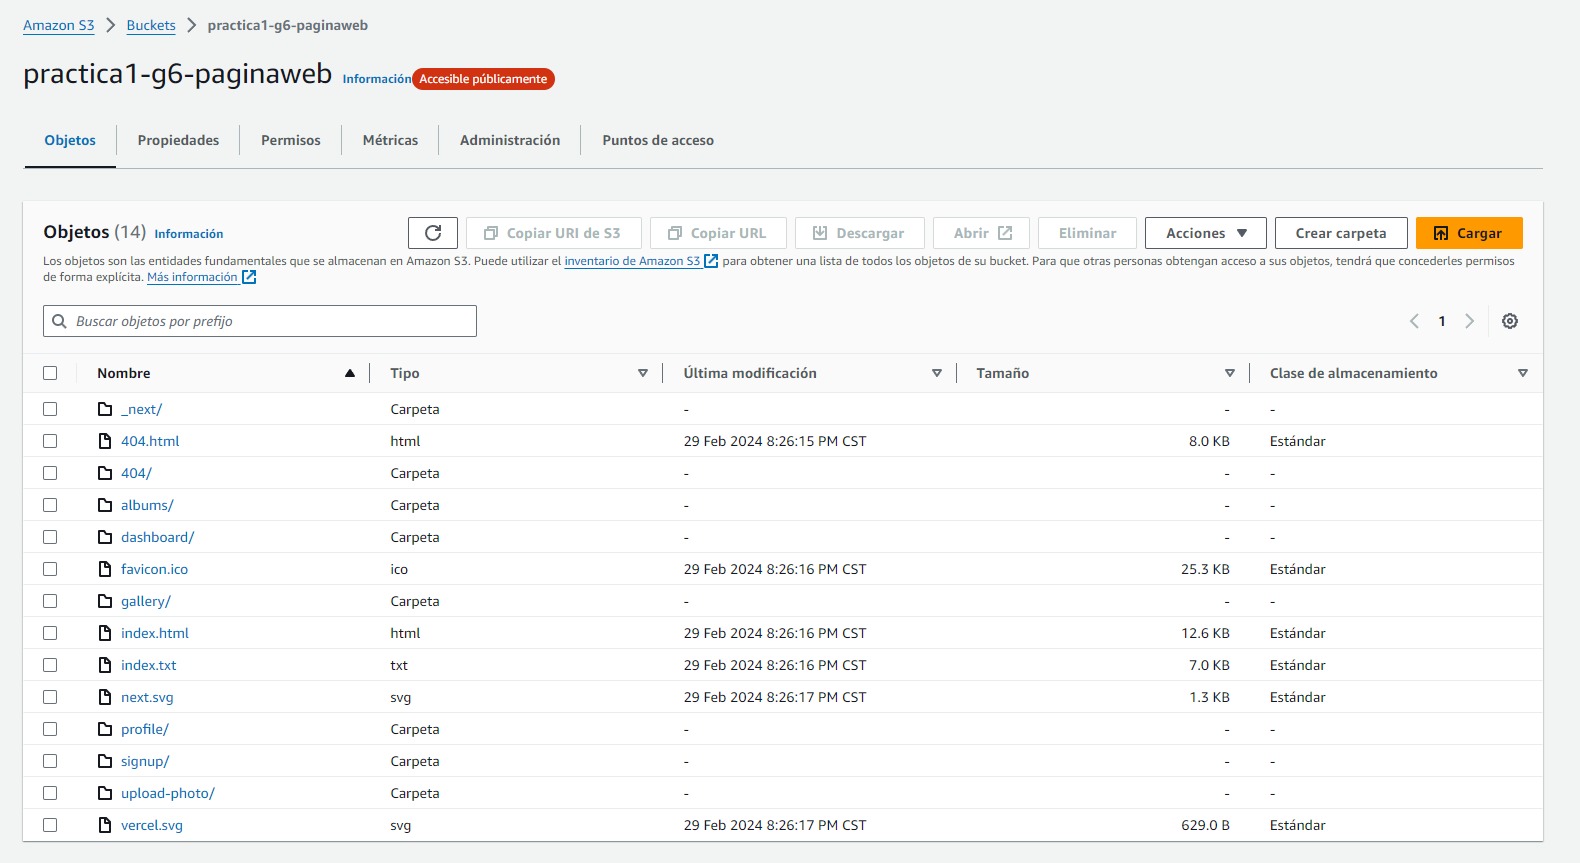 Amazon S3 > Buckets > practica1-g6-paginaweb
practica1-g6-paginaweb Información Accesible públicamente
Objetos Propiedades Permisos Métricas Administración Puntos de acceso
Objetos (14) Información Copiar URI de S3 Copiar URL Descargar Abrir Eliminar Acciones Crear carpeta Cargar
Los objetos son las entidades fundamentales que se almacenan en Amazon S3. Puede utilizar el inventario de Amazon S3 para obtener una lista de todos los objetos de su bucket. Para que otras personas obtengan acceso a sus objetos, tendrá que concederles permisos
de forma explícita. Más información
Buscar objetos por prefijo 1
Nombre Tipo Última modificación Tamaño Clase de almacenamiento
_next/ Carpeta - - -
404.html html 29 Feb 2024 8:26:15 PM CST 8.0 KB Estándar
404/ Carpeta - - -
albums/ Carpeta - - -
dashboard/ Carpeta - - -
favicon.ico ico 29 Feb 2024 8:26:16 PM CST 25.3 KB Estándar
gallery/ Carpeta - - -
index.html html 29 Feb 2024 8:26:16 PM CST 12.6 KB Estándar
index.txt txt 29 Feb 2024 8:26:16 PM CST 7.0 KB Estándar
next.svg svg 29 Feb 2024 8:26:17 PM CST 1.3 KB Estándar
profile/ Carpeta - - -
signup/ Carpeta - - -
upload-photo/ Carpeta - - -
vercel.svg svg 29 Feb 2024 8:26:17 PM CST 629.0 B Estándar